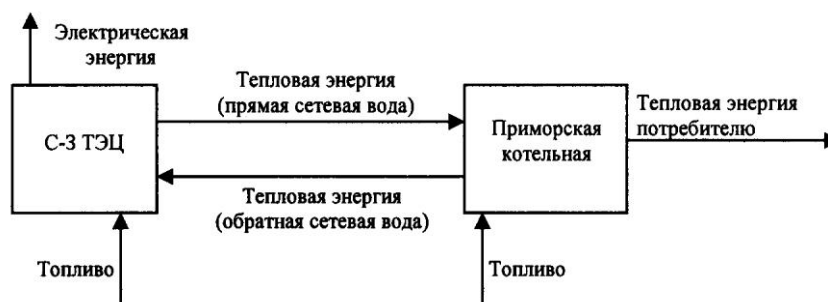 Электрическая
энергия
Тепловая энергия
(прямая сетевая вода)
С-З ТЭЦ
Приморская
котельная
Тепловая энергия
потребителю
Тепловая энергия
(обратная сетевая вода)
Топливо
Топливо